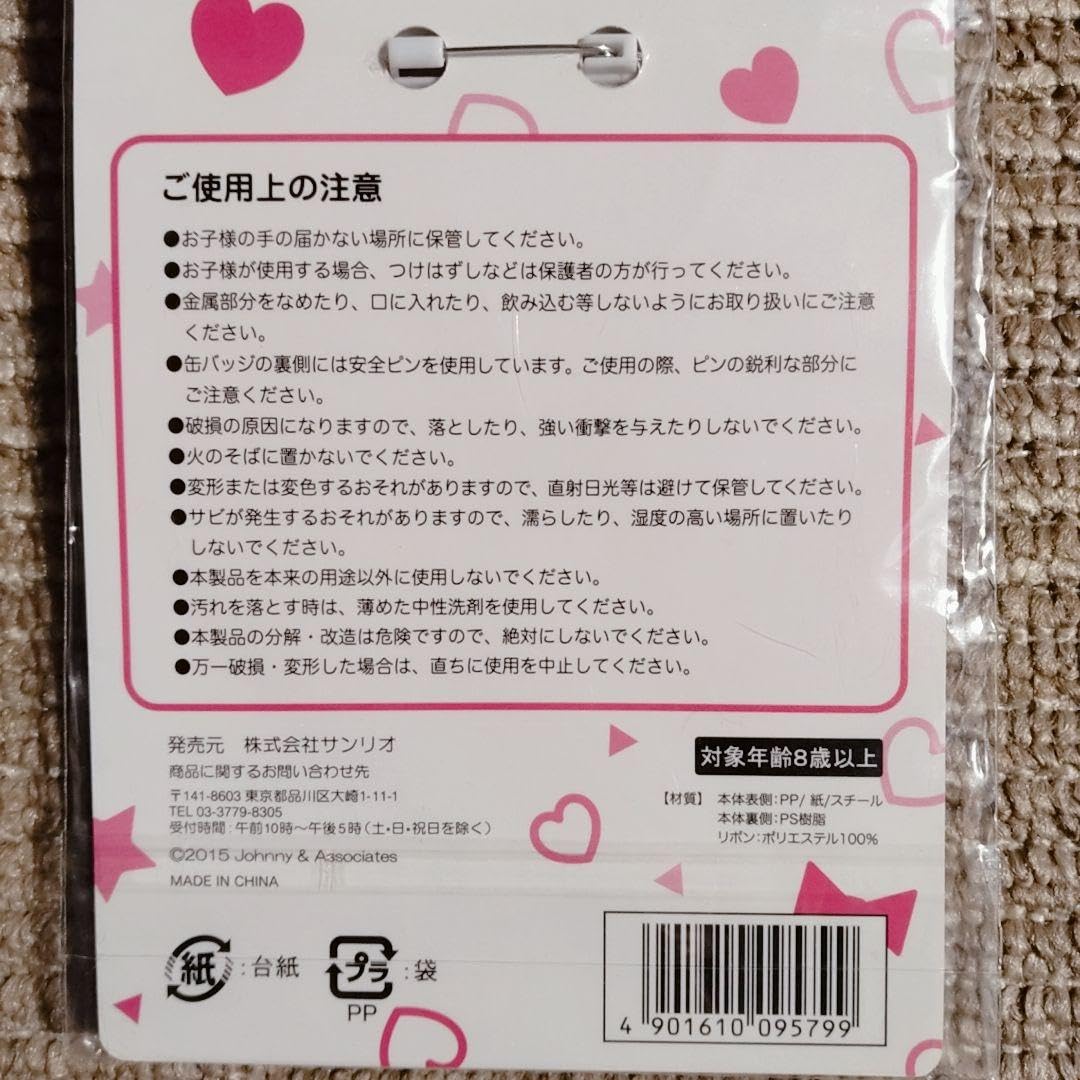 ご使用上の注意
●お子様の手の届かない場所に保管してください。
●お子様が使用する場合、つけはずしなどは保護者の方が行ってください。
●金属部分をなめたり、口に入れたり、飲み込む等しないようにお取り扱いにご注意
ください。
●缶バッジの裏側には安全ピンを使用しています。ご使用の際、ピンの鋭利な部分に
ご注意ください。
●破損の原因になりますので、落としたり、強い衝撃を与えたりしないでください。
●火のそばに置かないでください。
●変形または変色するおそれがありますので、直射日光等は避けて保管してください。
●サビが発生するおそれがありますので、濡らしたり、湿度の高い場所に置いたり
しないでください。
●本製品を本来の用途以外に使用しないでください。
●汚れを落とす時は、薄めた中性洗剤を使用してください。
●本製品の分解・改造は危険ですので、絶対にしないでください。
●万一破損・変形した場合は、直ちに使用を中止してください。
発売元 株式会社サンリオ
商品に関するお問い合わせ先
〒141-8603 東京都品川区大崎1-11-1
TEL 03-3779-8305
受付時間：午前10時～午後5時（土・日・祝日を除く）
©2015 Johnny & Associates
MADE IN CHINA
対象年齢8歳以上
【材質】 本体表側：PP/紙/スチール
本体裏側：PS樹脂
リボン：ポリエステル100%
紙：台紙
プラ：袋
PP
4 901610 095799